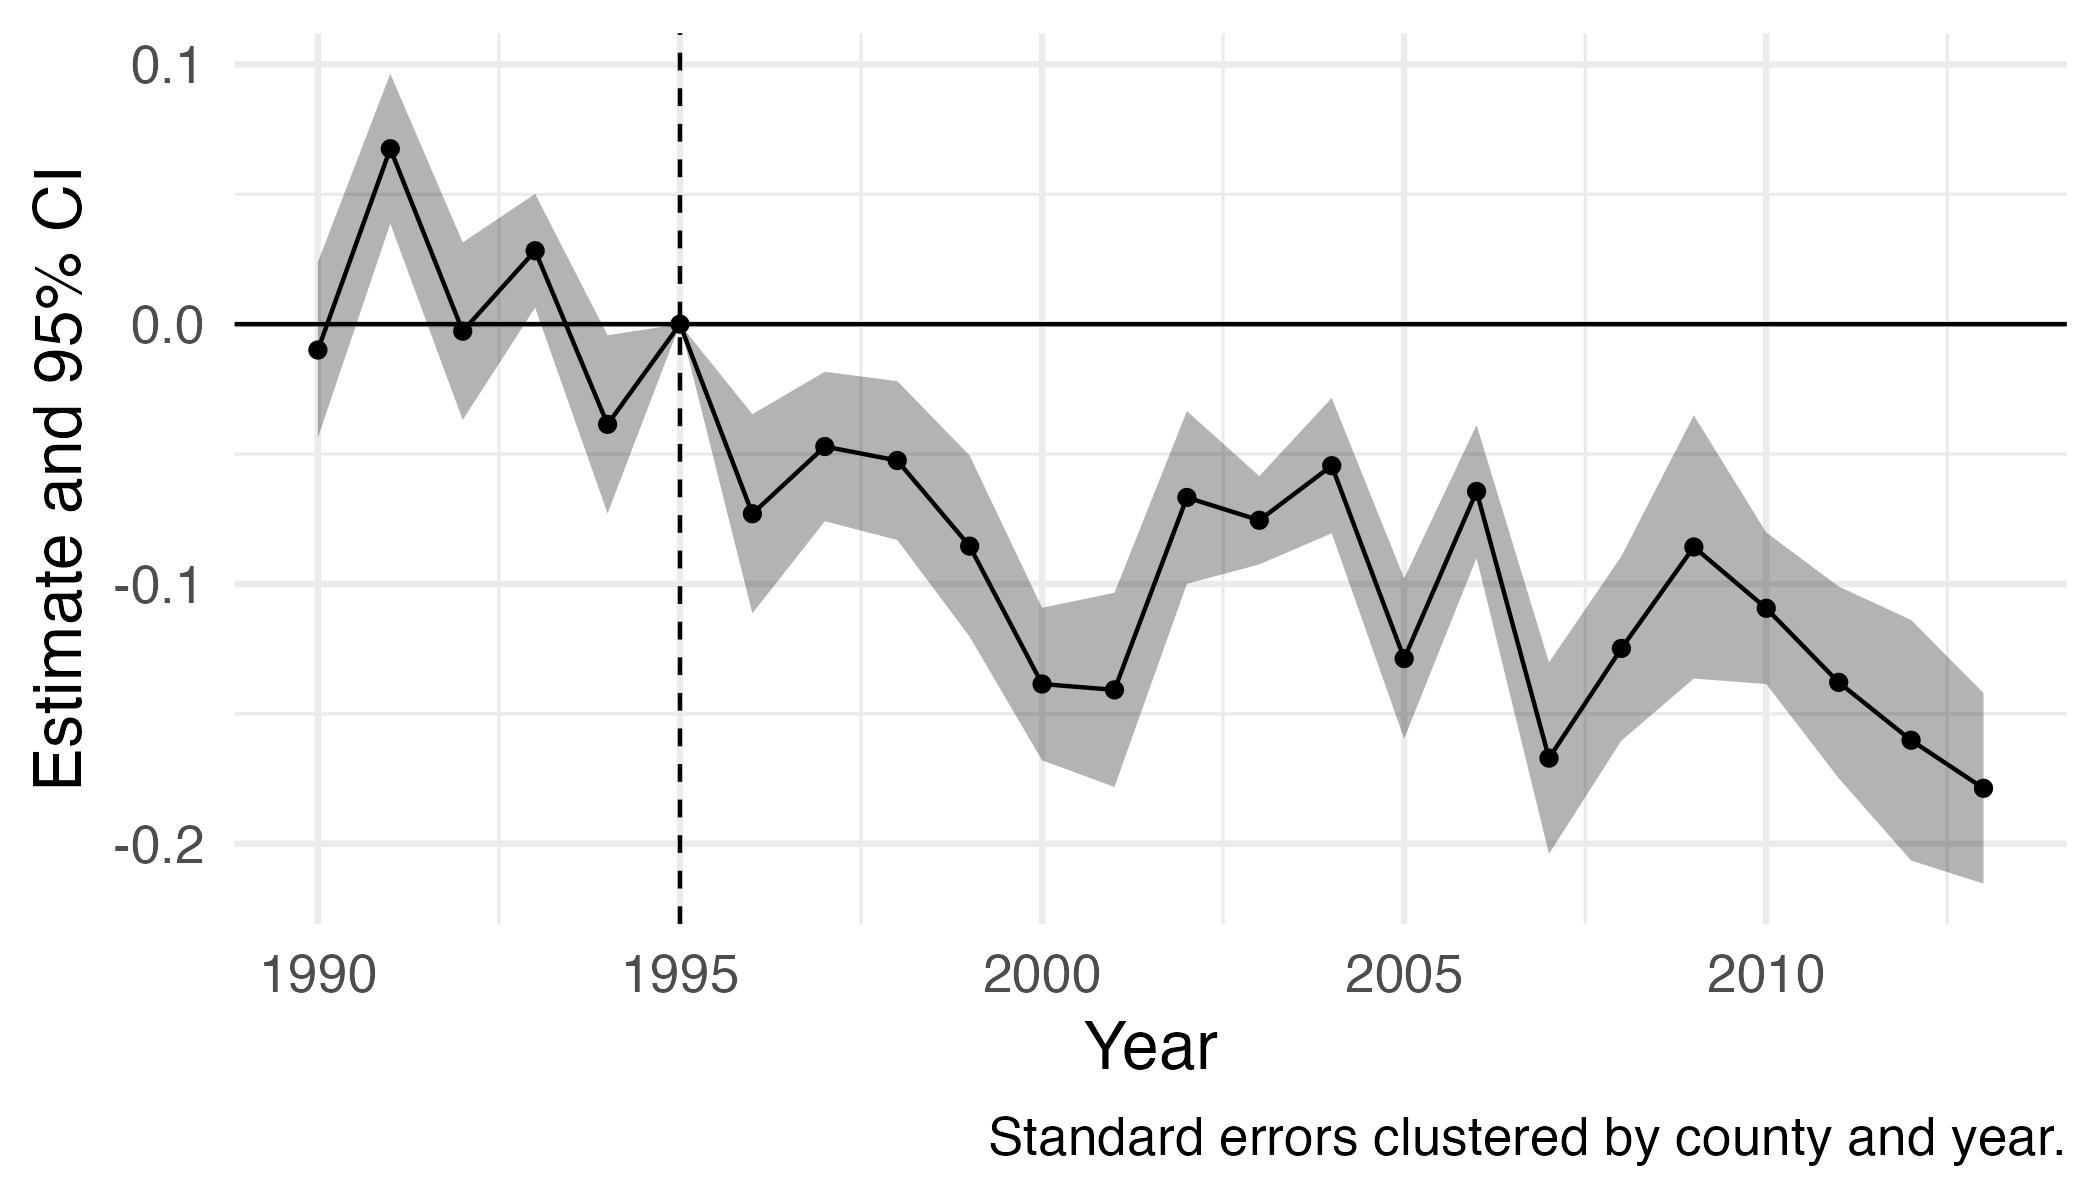 Estimate and 95% CI
0.1
0.0
-0.1
-0.2
1990 1995 2000 2005 2010
Year
Standard errors clustered by county and year.